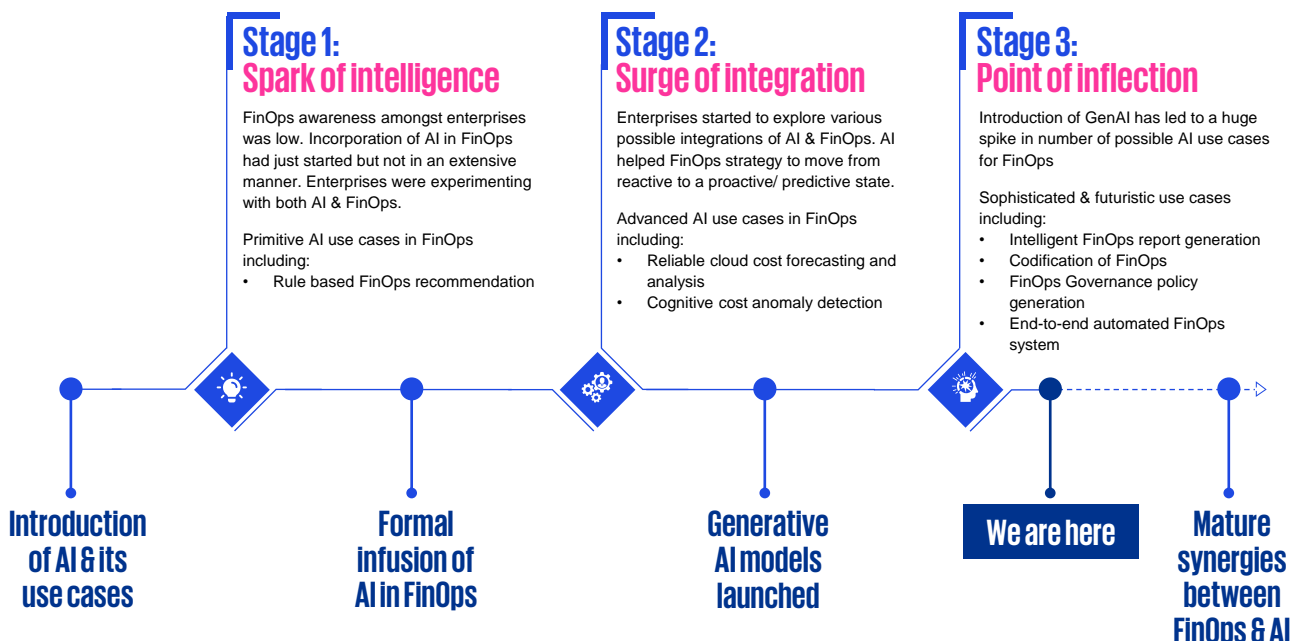 Stage 1:
Spark of intelligence
FinOps awareness amongst enterprises
was low. Incorporation of AI in FinOps
had just started but not in an extensive
manner. Enterprises were experimenting
with both AI & FinOps.
Primitive AI use cases in FinOps
including:
• Rule based FinOps recommendation
Stage 2:
Surge of integration
Enterprises started to explore various
possible integrations of AI & FinOps. AI
helped FinOps strategy to move from
reactive to a proactive/ predictive state.
Advanced AI use cases in FinOps
including:
• Reliable cloud cost forecasting and
analysis
• Cognitive cost anomaly detection
Stage 3:
Point of inflection
Introduction of GenAI has led to a huge
spike in number of possible AI use cases
for FinOps
Sophisticated & futuristic use cases
including:
• Intelligent FinOps report generation
• Codification of FinOps
• FinOps Governance policy
generation
• End-to-end automated FinOps
system
Introduction
of AI & its
use cases
Formal
infusion of
AI in FinOps
Generative
AI models
launched
We are here
Mature
synergies
between
FinOps & AI